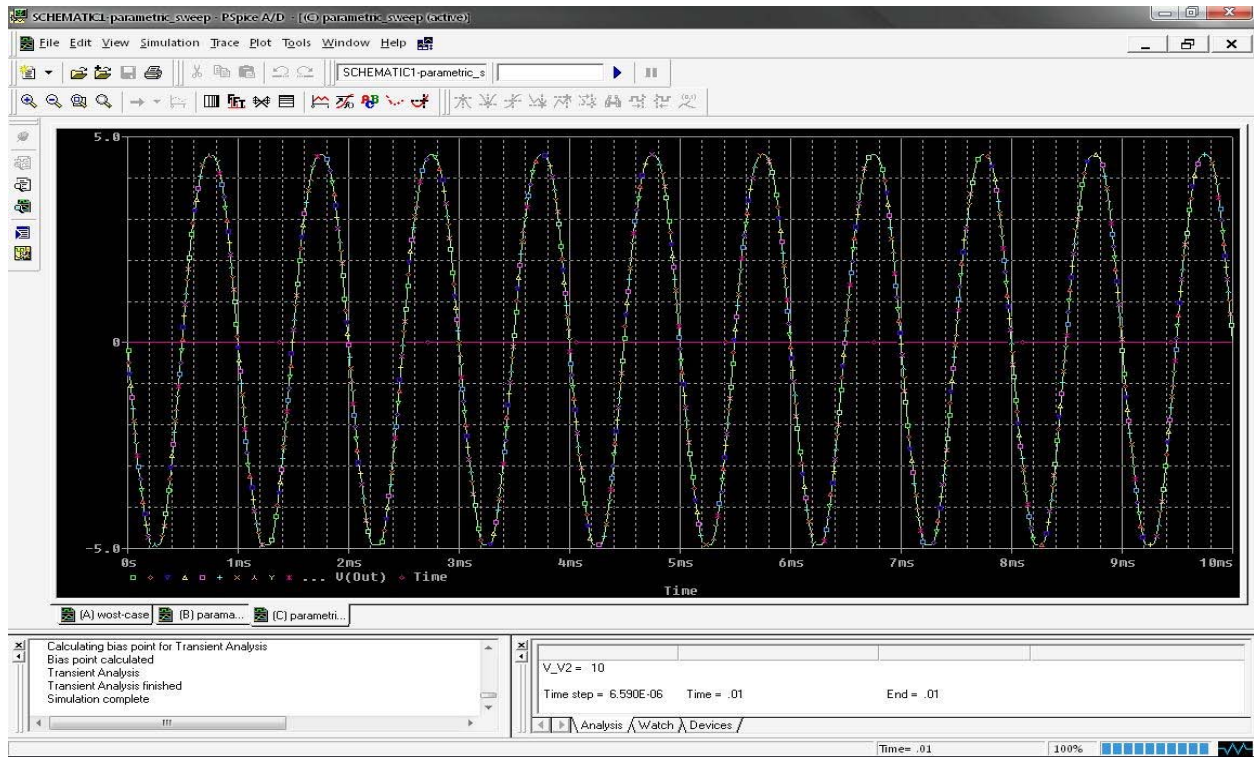 SCHEMATIC1-parametric_sweep - PSpice A/D - [(C) parametric_sweep (active)]
File Edit View Simulation Trace Plot Tools Window Help
SCHEMATIC1-parametric_s
5.0
0
-5.0
0s 1ms 2ms 3ms 4ms 5ms 6ms 7ms 8ms 9ms 10ms
... V(Out) Time
Time
(A) wost-case (B) parama... (C) parametri...
Calculating bias point for Transient Analysis
Bias point calculated
Transient Analysis
Transient Analysis finished
Simulation complete
V_V2 = 10
Time step = 6.590E-06 Time = .01 End = .01
Analysis Watch Devices
Time= .01 100%